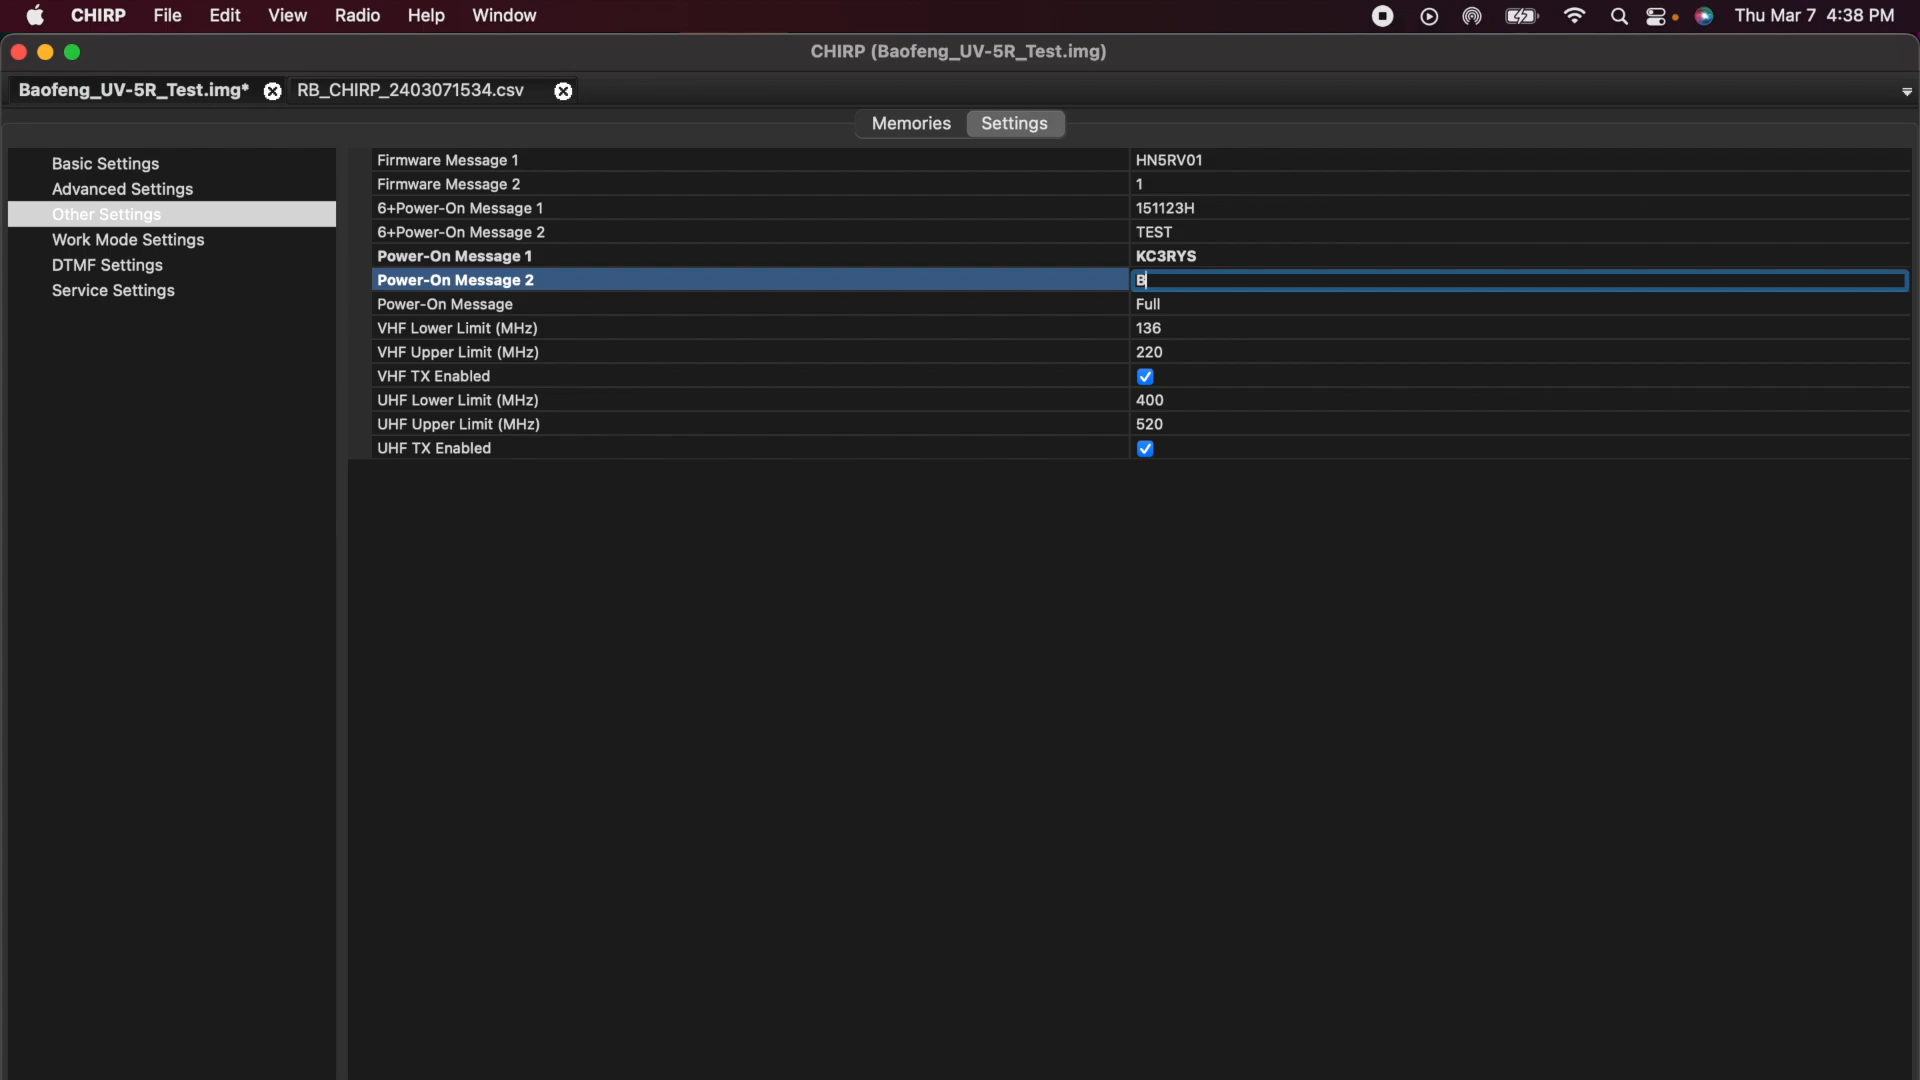 CHIRP File Edit View Radio Help Window Thu Mar 7 4:38 PM
CHIRP (Baofeng_UV-5R_Test.img)
Baofeng_UV-5R_Test.img* RB_CHIRP_2403071534.csv
Memories Settings
Basic Settings
Advanced Settings
Other Settings
Work Mode Settings
DTMF Settings
Service Settings
Firmware Message 1 HN5RV01
Firmware Message 2 1
6+Power-On Message 1 151123H
6+Power-On Message 2 TEST
Power-On Message 1 KC3RYS
Power-On Message 2 B
Power-On Message Full
VHF Lower Limit (MHz) 136
VHF Upper Limit (MHz) 220
VHF TX Enabled
UHF Lower Limit (MHz) 400
UHF Upper Limit (MHz) 520
UHF TX Enabled